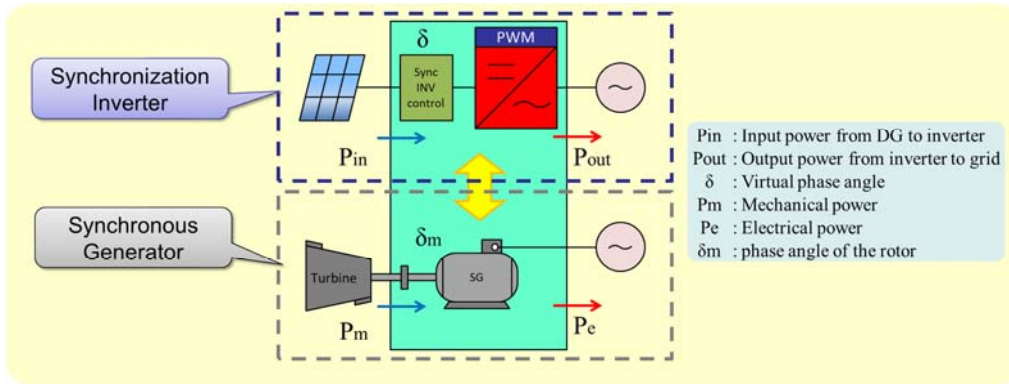 Synchronization
Inverter
δ
PWM
Sync
INV
control
Pin
Pout
Synchronous
Generator
δm
Turbine
SG
Pm
Pe
Pin : Input power from DG to inverter
Pout : Output power from inverter to grid
δ : Virtual phase angle
Pm : Mechanical power
Pe : Electrical power
δm : phase angle of the rotor